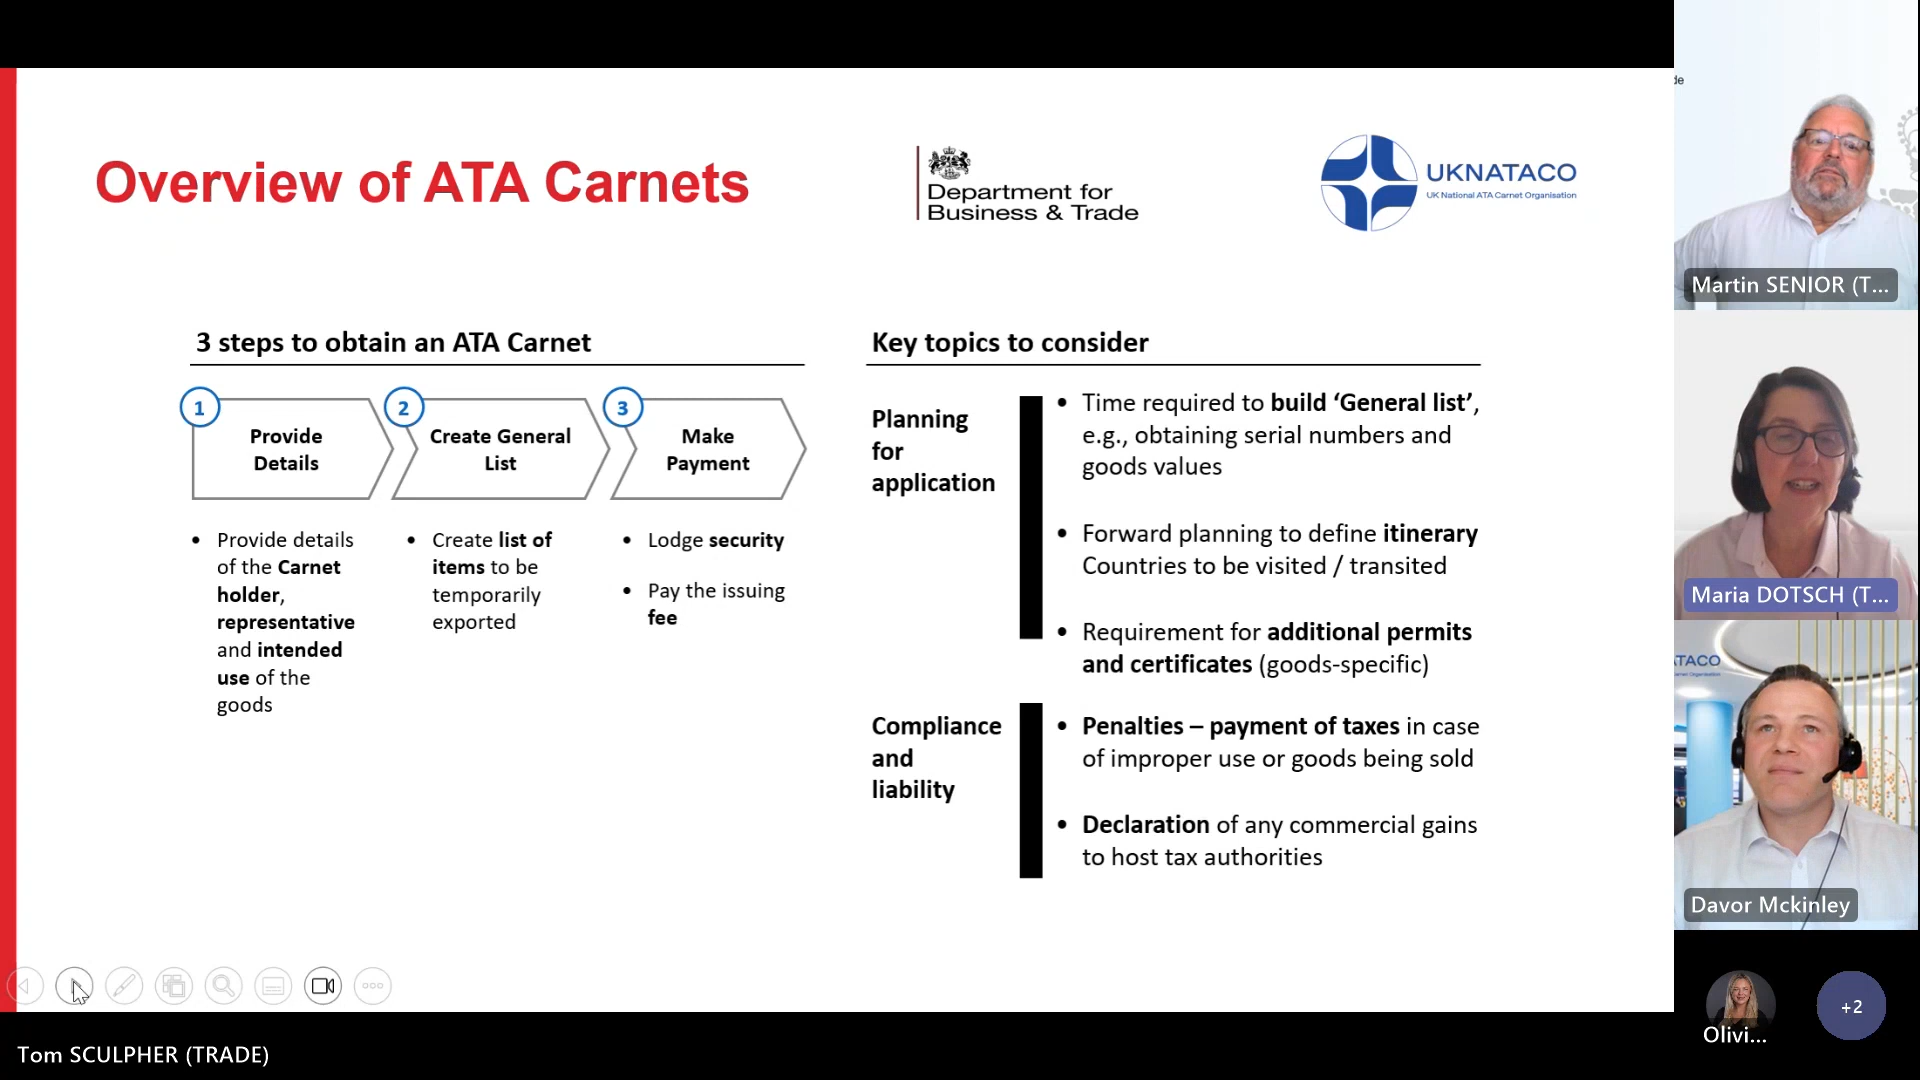 Overview of ATA Carnets
Department for
Business & Trade
UKNATACO
UK National ATA Carnet Organisation
3 steps to obtain an ATA Carnet
1
Provide
Details
2
Create General
List
3
Make
Payment
• Provide details
of the Carnet
holder,
representative
and intended
use of the
goods
• Create list of
items to be
temporarily
exported
• Lodge security
• Pay the issuing
fee
Key topics to consider
Planning
for
application
• Time required to build ‘General list’,
e.g., obtaining serial numbers and
goods values
• Forward planning to define itinerary
Countries to be visited / transited
• Requirement for additional permits
and certificates (goods-specific)
Compliance
and
liability
• Penalties – payment of taxes in case
of improper use or goods being sold
• Declaration of any commercial gains
to host tax authorities
Tom SCULPHER (TRADE)
de
Martin SENIOR (T...
Maria DOTSCH (T...
TACO
Davor Mckinley
Olivi...
+2